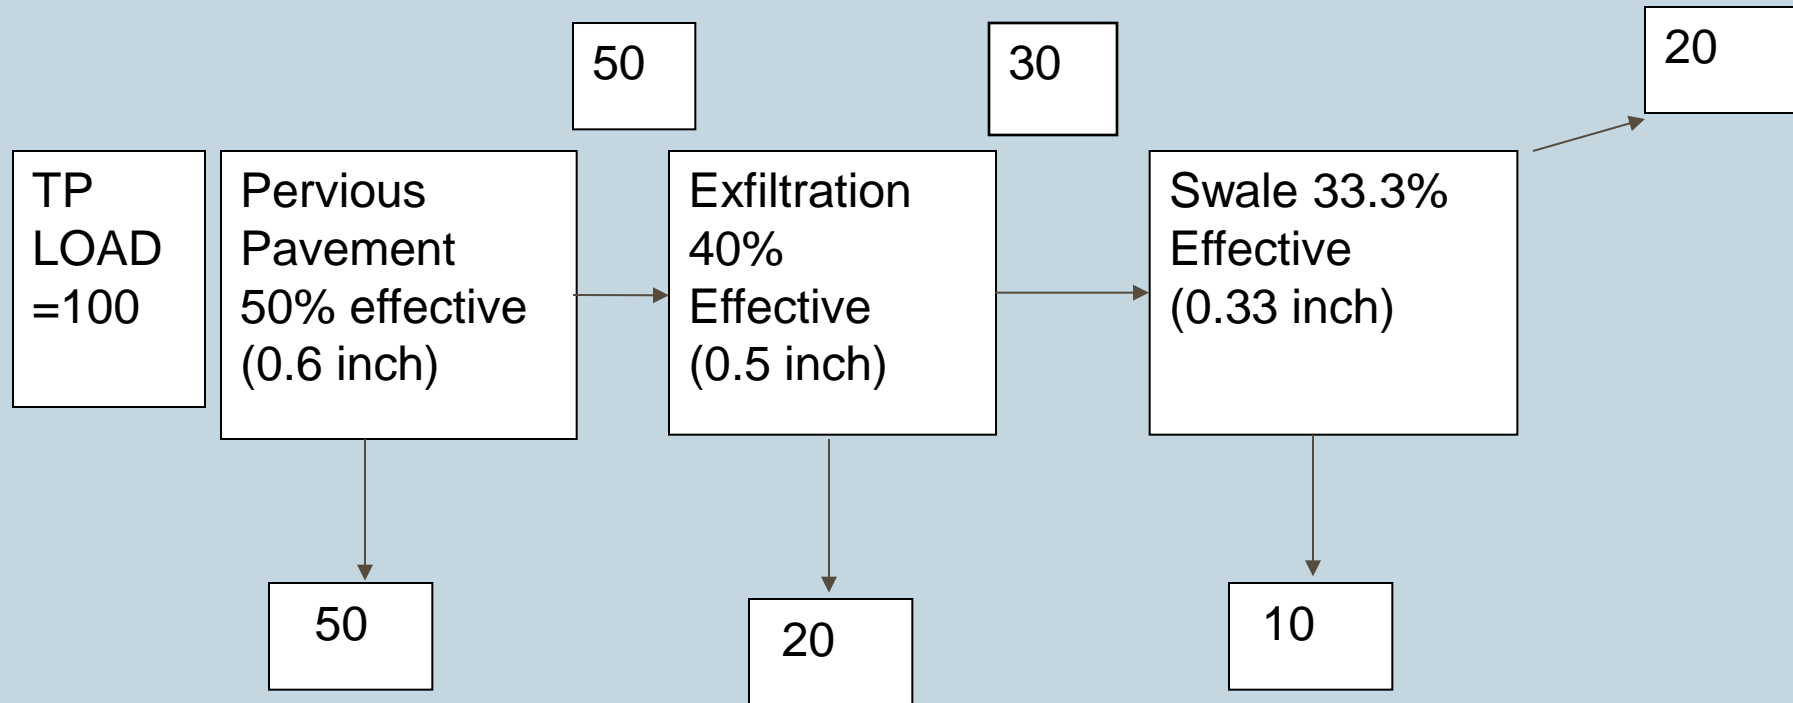 50
30
20
TP
LOAD
=100
Pervious
Pavement
50% effective
(0.6 inch)
Exfiltration
40%
Effective
(0.5 inch)
Swale 33.3%
Effective
(0.33 inch)
50
20
10